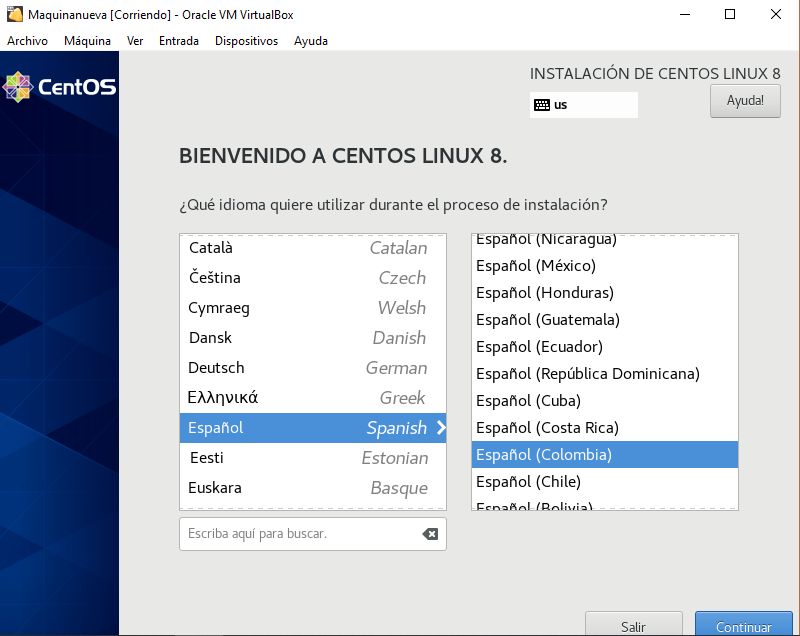 Maquinanueva [Corriendo] - Oracle VM VirtualBox
Archivo Máquina Ver Entrada Dispositivos Ayuda
CentOS
INSTALACIÓN DE CENTOS LINUX 8
us
Ayuda!
BIENVENIDO A CENTOS LINUX 8.
¿Qué idioma quiere utilizar durante el proceso de instalación?
Català Catalan
Čeština Czech
Cymraeg Welsh
Dansk Danish
Deutsch German
Ελληνικά Greek
Español Spanish
Eesti Estonian
Euskara Basque
Escriba aquí para buscar.
Español (Nicaragua)
Español (México)
Español (Honduras)
Español (Guatemala)
Español (Ecuador)
Español (República Dominicana)
Español (Cuba)
Español (Costa Rica)
Español (Colombia)
Español (Chile)
Español (Bolivia)
Salir
Continuar